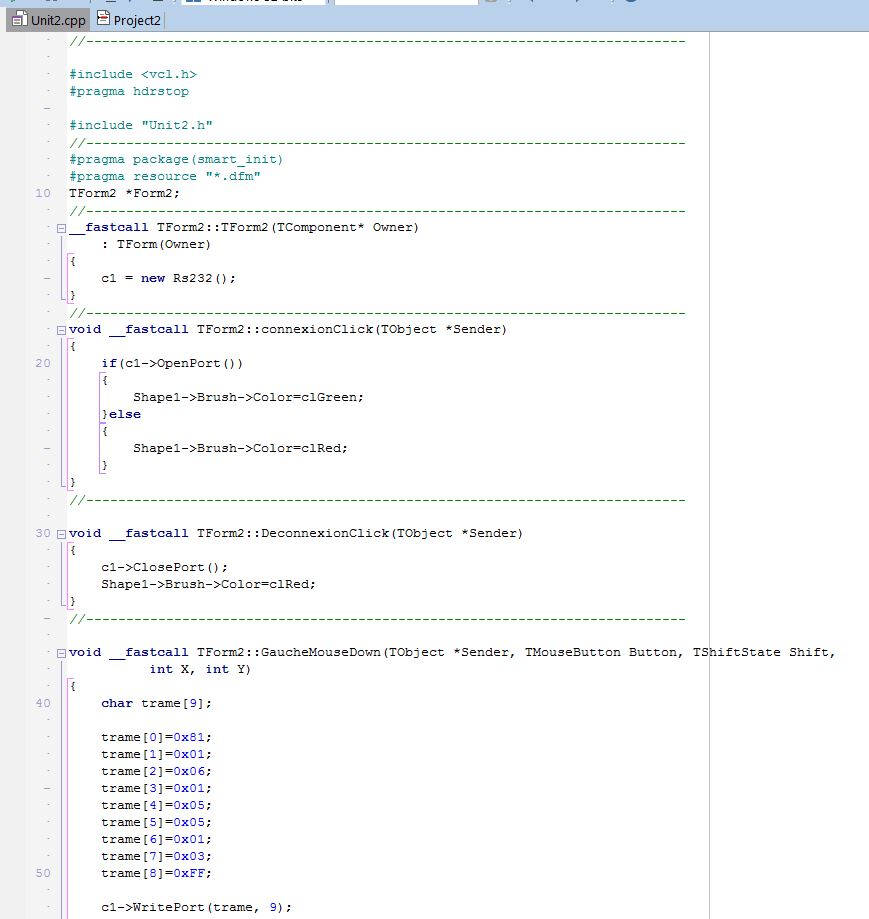 Unit2.cpp Project2
//---------------------------------------------------------------------------
#include <vcl.h>
#pragma hdrstop
#include "Unit2.h"
//---------------------------------------------------------------------------
#pragma package(smart_init)
#pragma resource "*.dfm"
10 TForm2 *Form2;
//---------------------------------------------------------------------------
__fastcall TForm2::TForm2(TComponent* Owner)
: TForm(Owner)
{
c1 = new Rs232();
}
//---------------------------------------------------------------------------
void __fastcall TForm2::connexionClick(TObject *Sender)
{
20 if(c1->OpenPort())
{
Shape1->Brush->Color=clGreen;
}else
{
Shape1->Brush->Color=clRed;
}
}
//---------------------------------------------------------------------------
30 void __fastcall TForm2::DeconnexionClick(TObject *Sender)
{
c1->ClosePort();
Shape1->Brush->Color=clRed;
}
//---------------------------------------------------------------------------
void __fastcall TForm2::GaucheMouseDown(TObject *Sender, TMouseButton Button, TShiftState Shift,
int X, int Y)
{
40 char trame[9];
trame[0]=0x81;
trame[1]=0x01;
trame[2]=0x06;
trame[3]=0x01;
trame[4]=0x05;
trame[5]=0x05;
trame[6]=0x01;
trame[7]=0x03;
50 trame[8]=0xFF;
c1->WritePort(trame, 9);